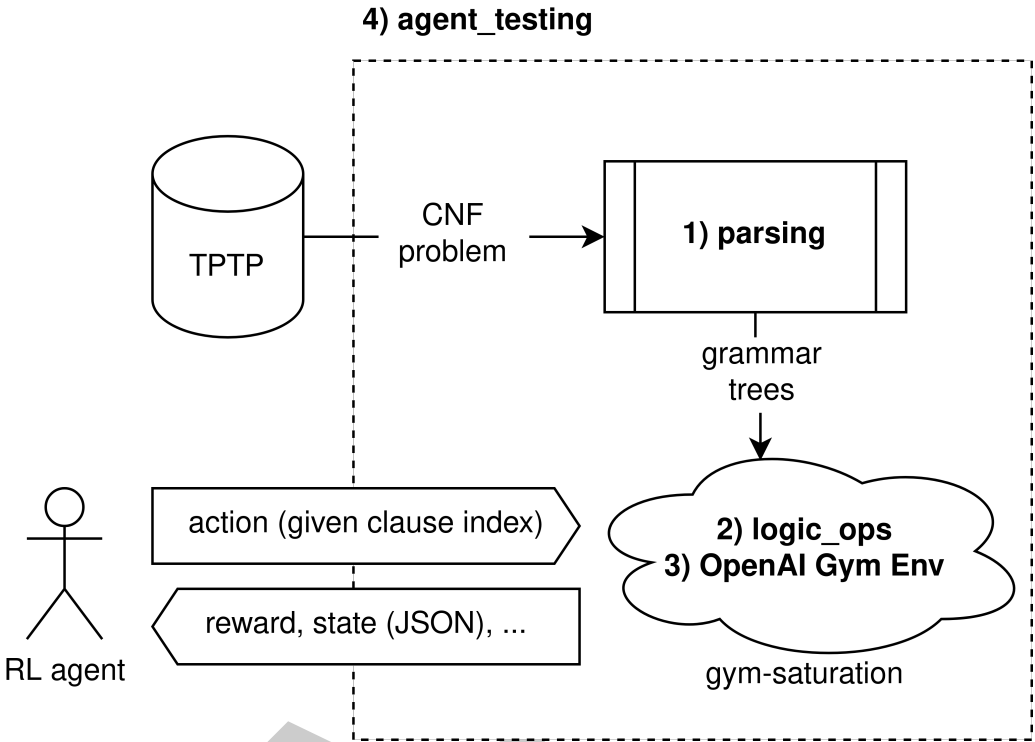 4) agent_testing
TPTP
CNF
problem
1) parsing
grammar
trees
action (given clause index)
reward, state (JSON), ...
RL agent
2) logic_ops
3) OpenAI Gym Env
gym-saturation